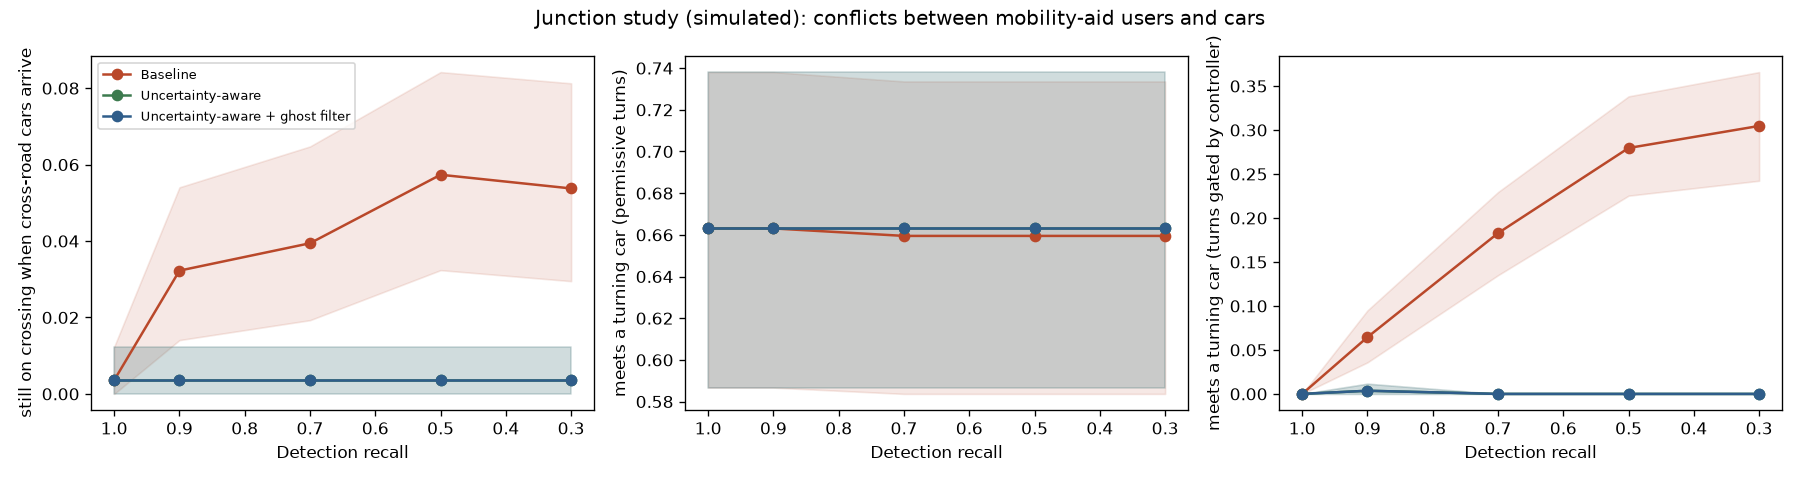 Junction study (simulated): conflicts between mobility-aid users and cars
still on crossing when cross-road cars arrive
0.08
0.06
0.04
0.02
0.00
Baseline
Uncertainty-aware
Uncertainty-aware + ghost filter
1.0 0.9 0.8 0.7 0.6 0.5 0.4 0.3
Detection recall
meets a turning car (permissive turns)
0.74
0.72
0.70
0.68
0.66
0.64
0.62
0.60
0.58
1.0 0.9 0.8 0.7 0.6 0.5 0.4 0.3
Detection recall
meets a turning car (turns gated by controller)
0.35
0.30
0.25
0.20
0.15
0.10
0.05
0.00
1.0 0.9 0.8 0.7 0.6 0.5 0.4 0.3
Detection recall